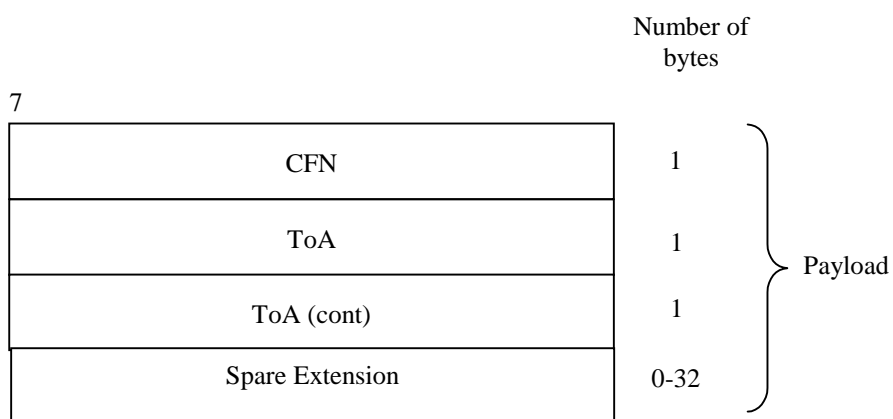 Number of
bytes
7
CFN 1
ToA 1
Payload
ToA (cont) 1
Spare Extension 0-32